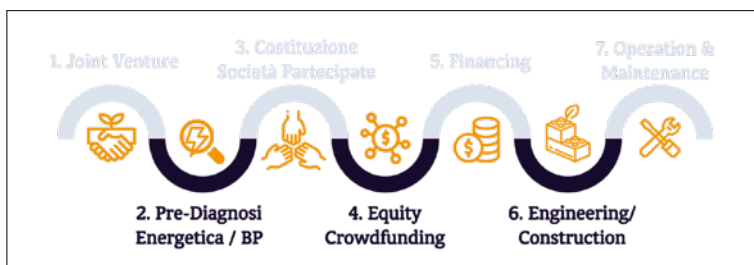 1. Joint Venture
3. Costituzione
Società Partecipate
5. Financing
7. Operation &
Maintenance
2. Pre-Diagnosi
Energetica / BP
4. Equity
Crowdfunding
6. Engineering/
Construction